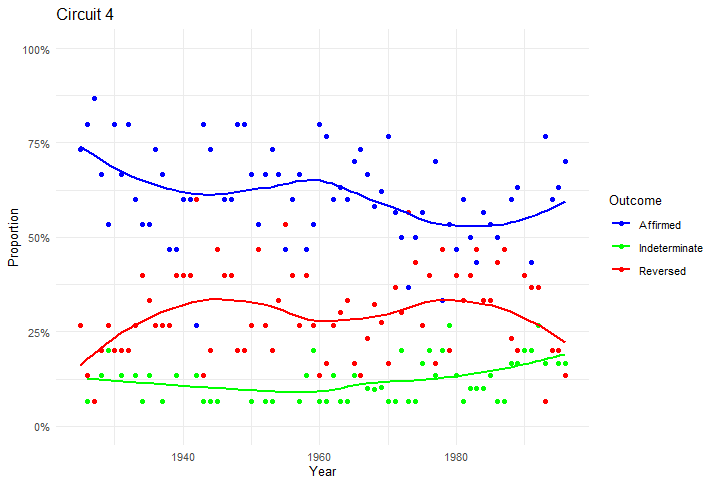 Circuit 4
100%
75%
50%
25%
0%
Proportion
1940
1960
1980
Year
Outcome
Affirmed
Indeterminate
Reversed